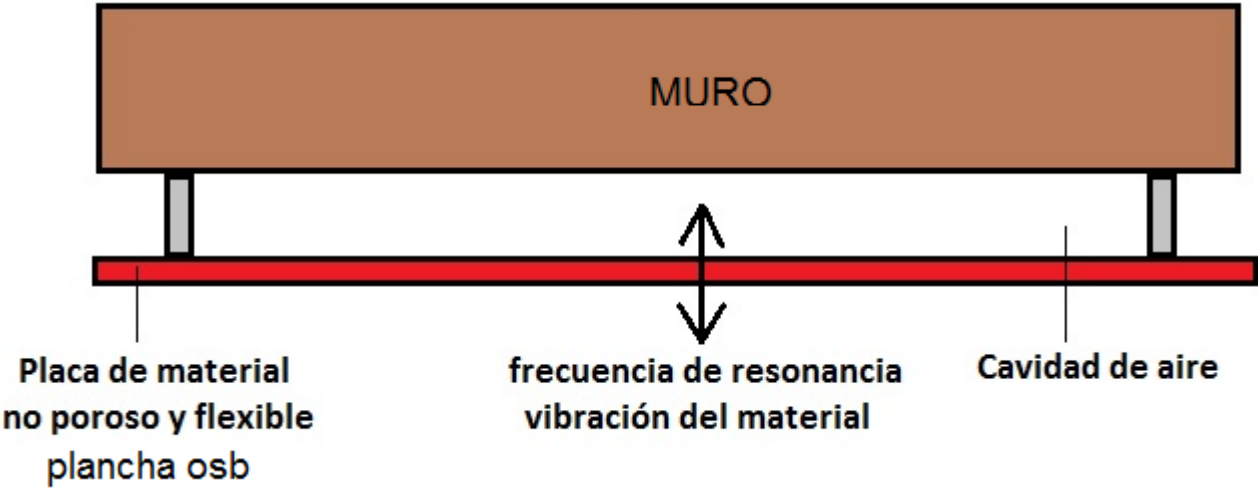 MURO
Placa de material
no poroso y flexible
plancha osb
frecuencia de resonancia
vibración del material
Cavidad de aire